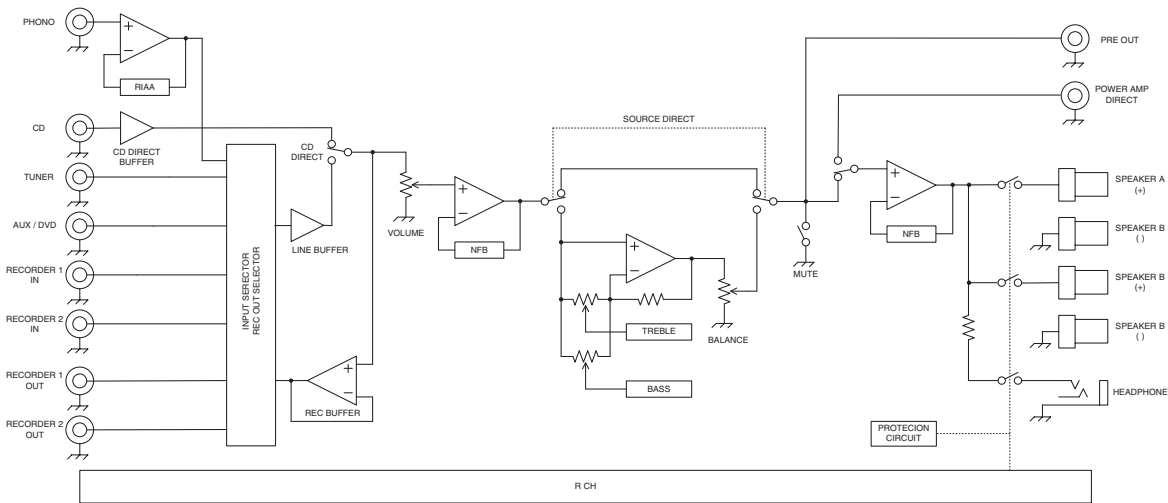 PHONO
RIAA
CD
CD DIRECT
BUFFER
TUNER
AUX / DVD
RECORDER 1
IN
RECORDER 2
IN
RECORDER 1
OUT
RECORDER 2
OUT
INPUT SERECTOR
REC OUT SELECTOR
CD
DIRECT
LINE BUFFER
REC BUFFER
VOLUME
NFB
SOURCE DIRECT
TREBLE
BASS
BALANCE
MUTE
NFB
PROTECION
CIRCUIT
PRE OUT
POWER AMP
DIRECT
SPEAKER A
(+)
SPEAKER B
( )
SPEAKER B
(+)
SPEAKER B
( )
HEADPHONE
R CH